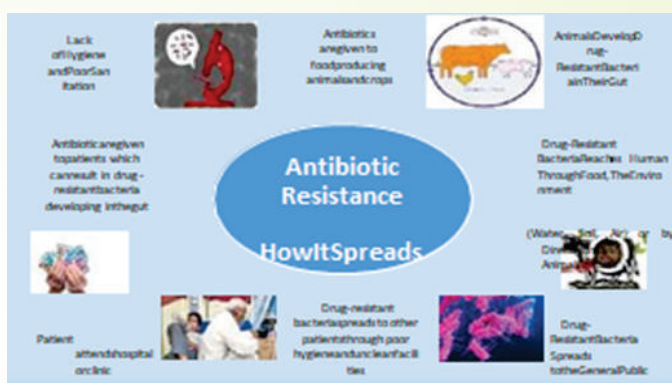 Lack
ofHygiene
andPoorSan
itation
Antibiotics
aregiven to
foodproducing
animalsandcrops
AnimalsDevelopD
rug-
ResistantBacteri
ainTheirGut
Antibioticaregiven
topatients which
canresult in drug-
resistantbacteria
developing inthegut
Antibiotic
Resistance
HowItSpreads
Drug-Resistant
BacteriaReaches Human
ThroughFood,TheEnviro
nment
(Water, Soil, Air) or by
Patient
attendshospital
orclinic
Drug-resistant
bacteriaspreads to other
patientsthrough poor
hygieneanduncleanfacili
ties
Drug-
ResistantBacteria
Spreads
totheGeneralPublic